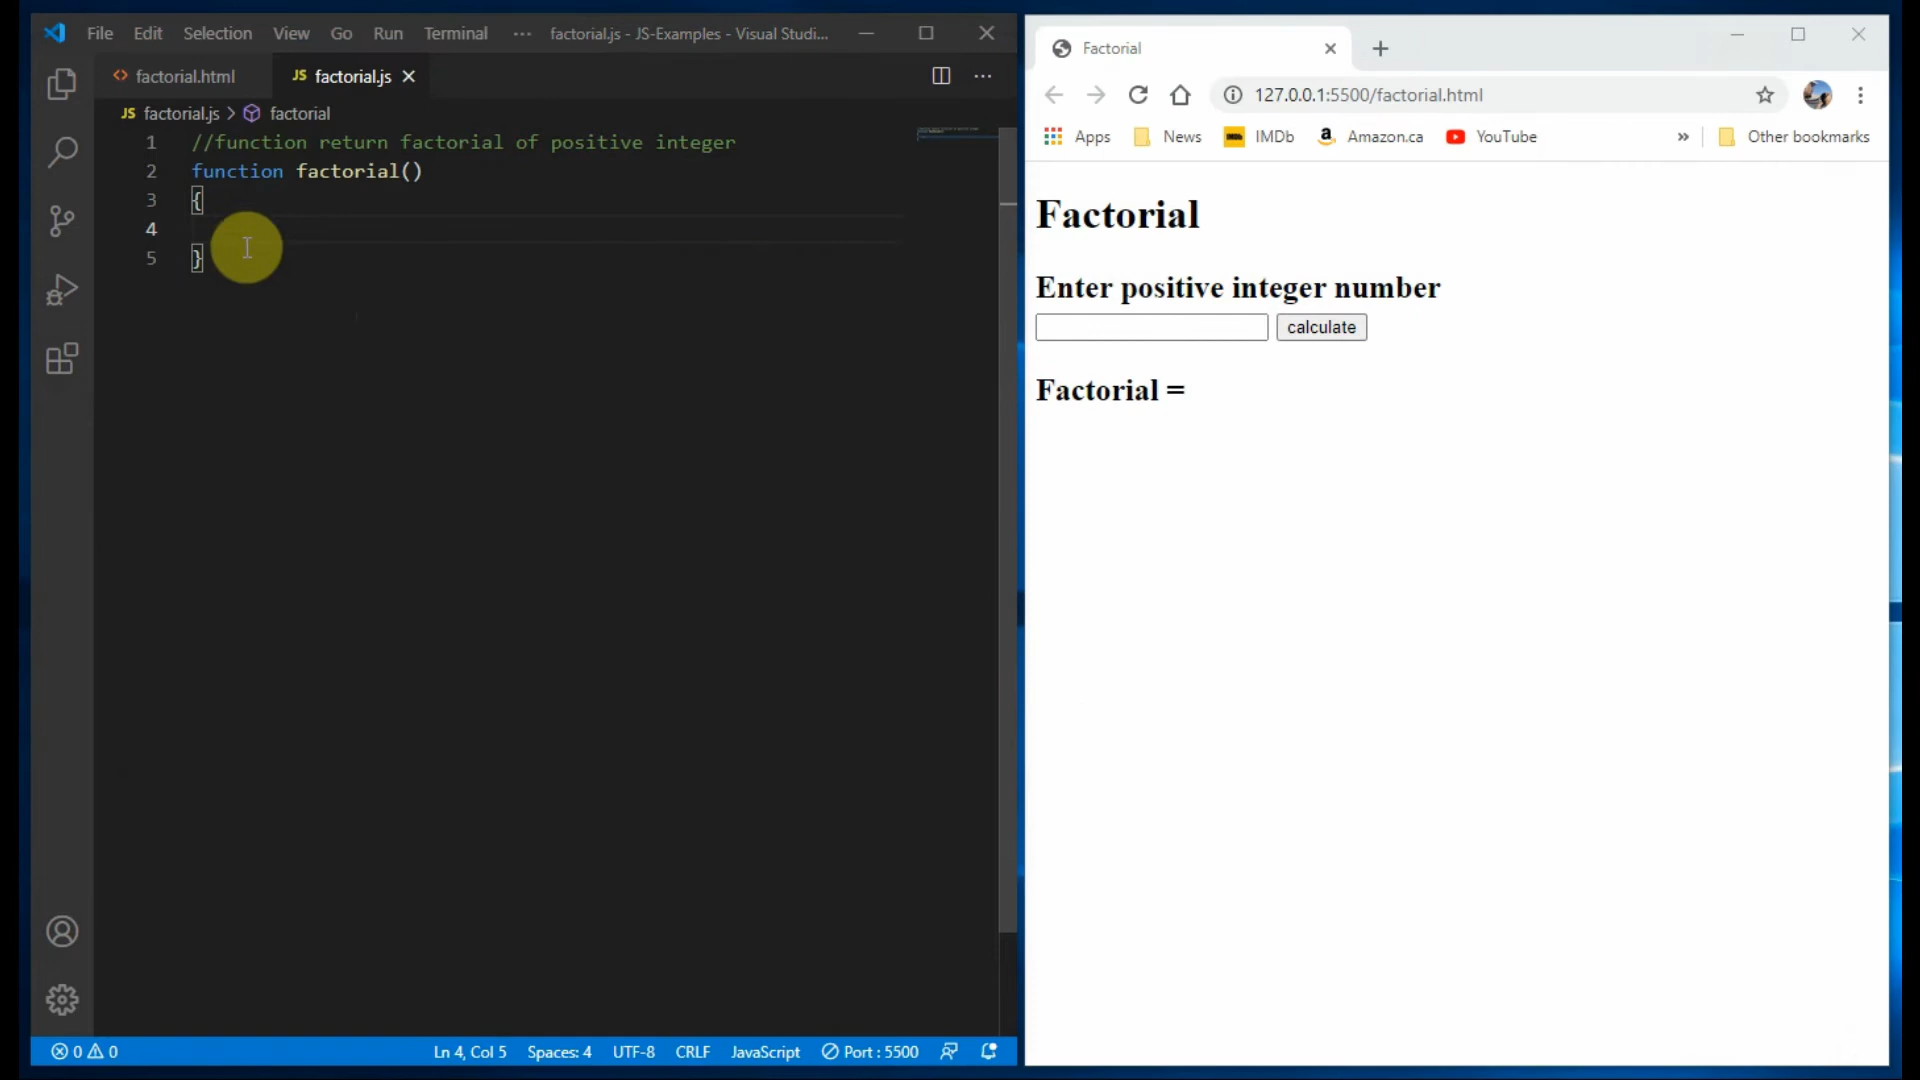 File Edit Selection View Go Run Terminal ··· factorial.js - JS-Examples - Visual Studi...
<> factorial.html JS factorial.js
JS factorial.js > factorial
1 //function return factorial of positive integer
2 function factorial()
3 {
4
5 }
0 0 Ln 4, Col 5 Spaces: 4 UTF-8 CRLF JavaScript Port : 5500
Factorial
127.0.0.1:5500/factorial.html
Apps News IMDb Amazon.ca YouTube » Other bookmarks
Factorial
Enter positive integer number
calculate
Factorial =